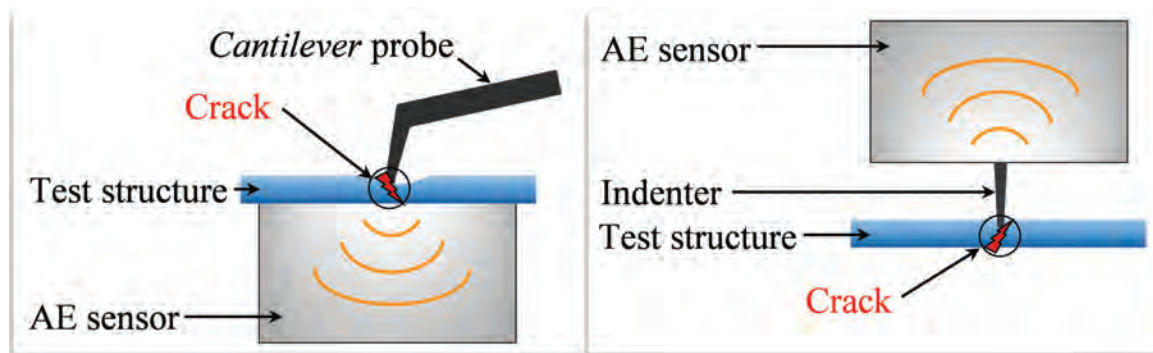 Cantilever probe
Crack
Test structure
AE sensor
AE sensor
Indenter
Test structure
Crack